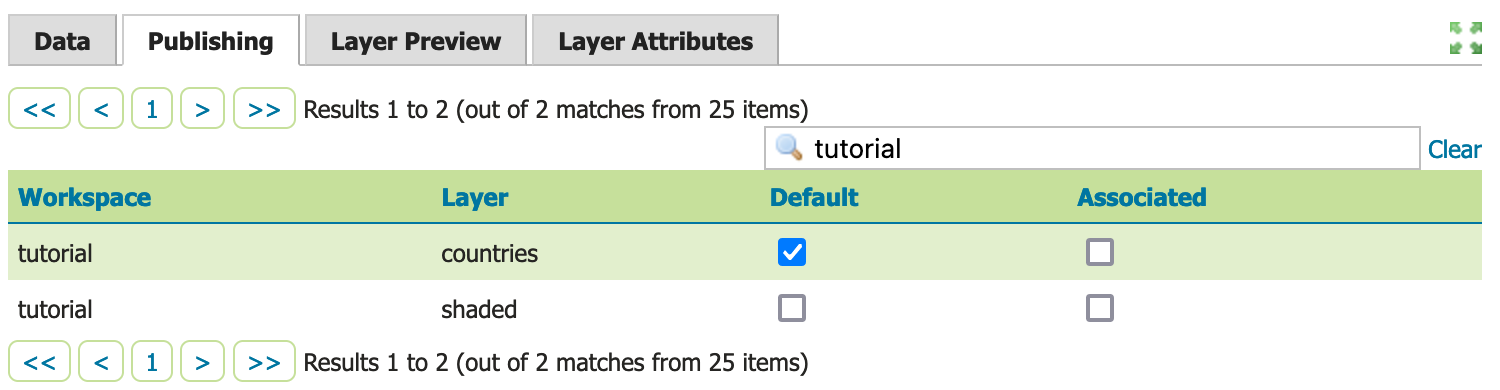 Data Publishing Layer Preview Layer Attributes
<< < 1 > >> Results 1 to 2 (out of 2 matches from 25 items)
tutorial Clear
Workspace Layer Default Associated
tutorial countries
tutorial shaded
<< < 1 > >> Results 1 to 2 (out of 2 matches from 25 items)